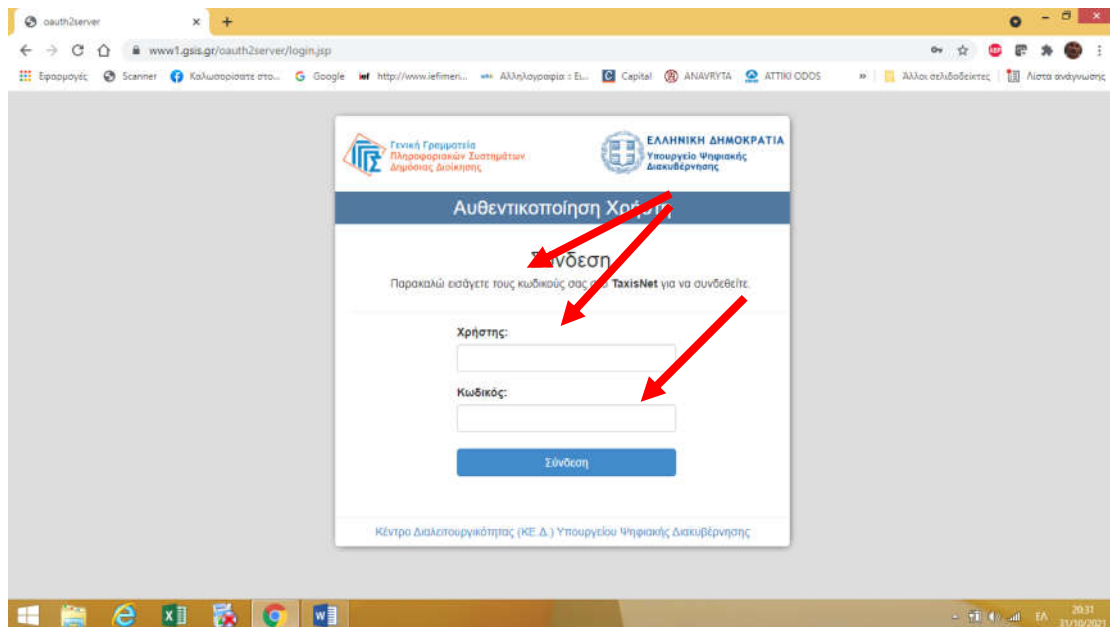 oauth2server
www1.gsis.gr/oauth2server/login.jsp
Εφαρμογές Scanner Καλωσορίσατε στο... Google http://www.iefimeri... Αλληλογραφία : Ει... Capital ANAVRYTA ATTIKI ODOS » Άλλοι σελιδοδείκτες Λίστα ανάγνωσης
Γενική Γραμματεία
Πληροφοριακών Συστημάτων
Δημόσιας Διοίκησης
ΕΛΛΗΝΙΚΗ ΔΗΜΟΚΡΑΤΙΑ
Υπουργείο Ψηφιακής
Διακυβέρνησης
Αυθεντικοποίηση Χρήστη
Σύνδεση
Παρακαλώ εισάγετε τους κωδικούς σας στο TaxisNet για να συνδεθείτε.
Χρήστης:
Κωδικός:
Σύνδεση
Κέντρο Διαλειτουργικότητας (ΚΕ.Δ.) Υπουργείου Ψηφιακής Διακυβέρνησης
ΕΛ 20:31
31/10/2021